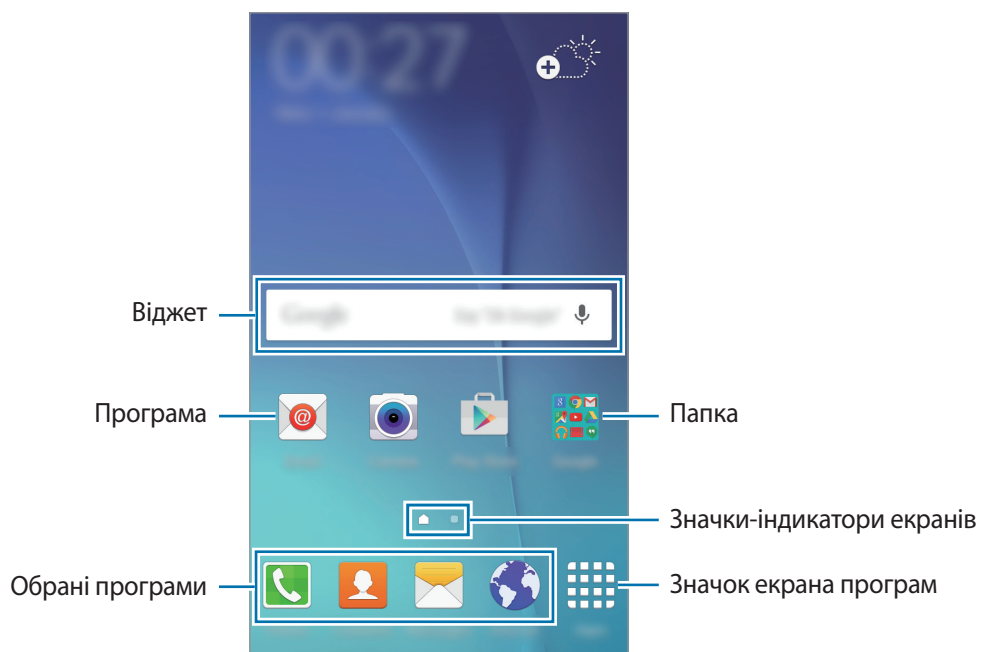 00:27
Віджет
Програма
Папка
Значки-індикатори екранів
Обрані програми
Значок екрана програм